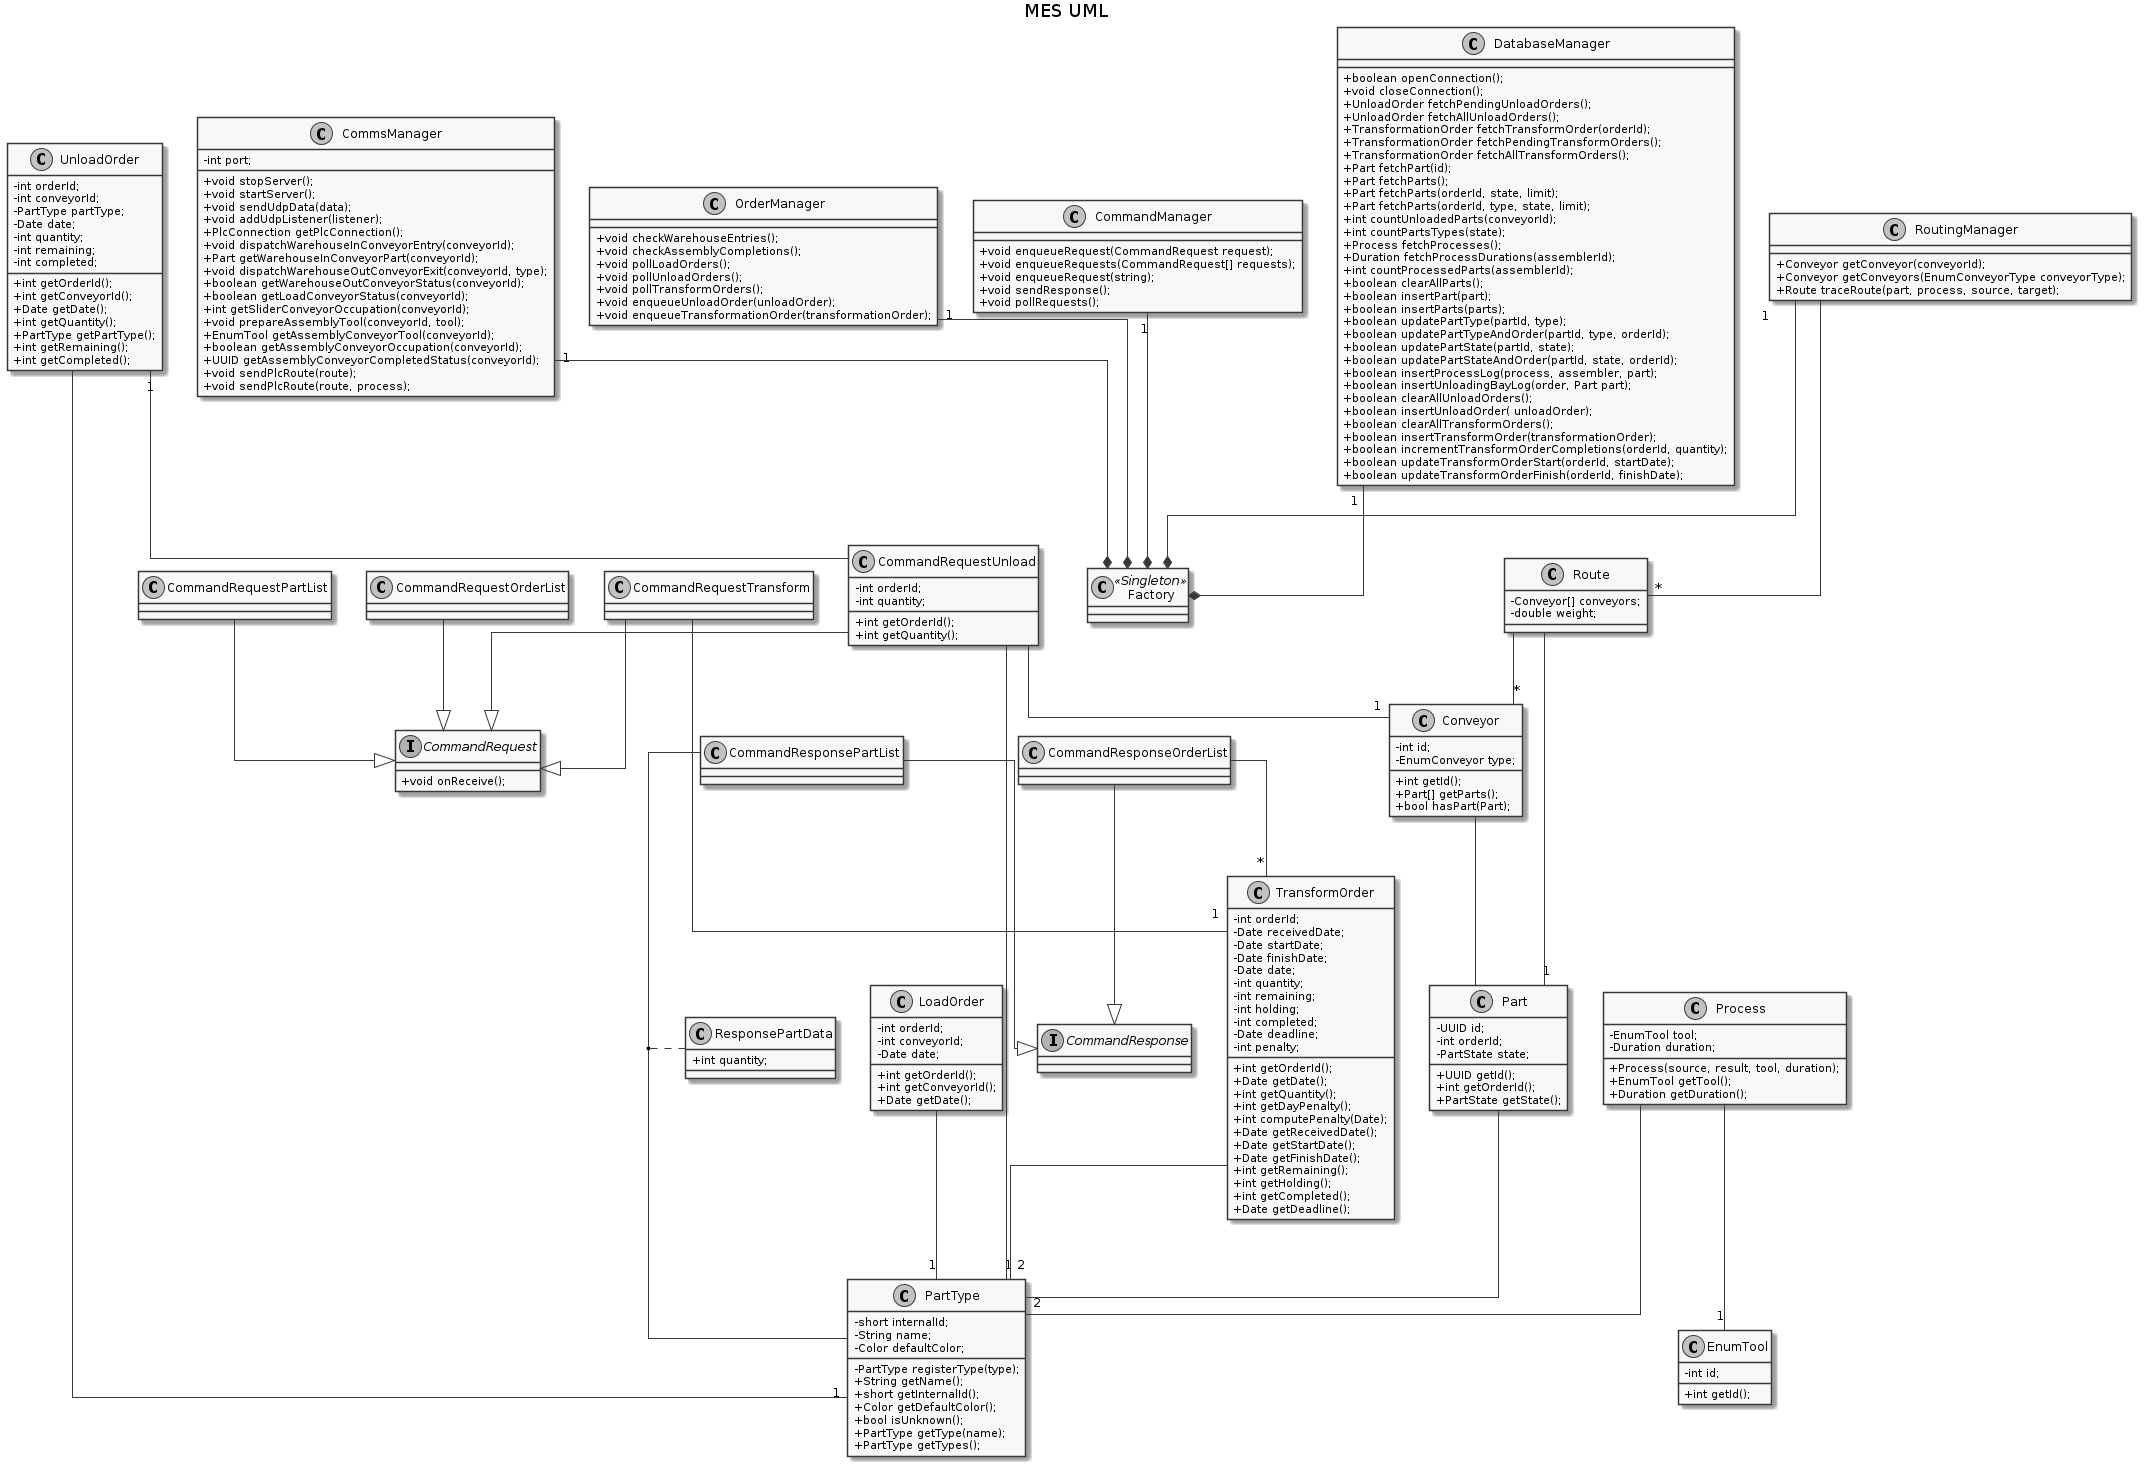 MES UML
DatabaseManager
+boolean openConnection();
+void closeConnection();
+UnloadOrder fetchPendingUnloadOrders();
+UnloadOrder fetchAllUnloadOrders();
+TransformationOrder fetchTransformOrder(orderId);
+TransformationOrder fetchPendingTransformOrders();
+TransformationOrder fetchAllTransformOrders();
+Part fetchPart(id);
+Part fetchParts();
+Part fetchParts(orderId, state, limit);
+Part fetchParts(orderId, type, state, limit);
+int countUnloadedParts(conveyorId);
+int countPartsTypes(state);
+Process fetchProcesses();
+Duration fetchProcessDurations(assemblerId);
+int countProcessedParts(assemblerId);
+boolean clearAllParts();
+boolean insertPart(part);
+boolean insertParts(parts);
+boolean updatePartType(partId, type);
+boolean updatePartTypeAndOrder(partId, type, orderId);
+boolean updatePartState(partId, state);
+boolean updatePartStateAndOrder(partId, state, orderId);
+boolean insertProcessLog(process, assembler, part);
+boolean insertUnloadingBayLog(order, Part part);
+boolean clearAllUnloadOrders();
+boolean insertUnloadOrder( unloadOrder);
+boolean clearAllTransformOrders();
+boolean insertTransformOrder(transformationOrder);
+boolean incrementTransformOrderCompletions(orderId, quantity);
+boolean updateTransformOrderStart(orderId, startDate);
+boolean updateTransformOrderFinish(orderId, finishDate);
1
CommsManager
-int port;
+void stopServer();
+void startServer();
+void sendUdpData(data);
+void addUdpListener(listener);
+PlcConnection getPlcConnection();
+void dispatchWarehouseInConveyorEntry(conveyorId);
+Part getWarehouseInConveyorPart(conveyorId);
+void dispatchWarehouseOutConveyorExit(conveyorId, type);
+boolean getWarehouseOutConveyorStatus(conveyorId);
+boolean getLoadConveyorStatus(conveyorId);
+int getSliderConveyorOccupation(conveyorId);
+void prepareAssemblyTool(conveyorId, tool);
+EnumTool getAssemblyConveyorTool(conveyorId);
+boolean getAssemblyConveyorOccupation(conveyorId);
+UUID getAssemblyConveyorCompletedStatus(conveyorId);
+void sendPlcRoute(route);
+void sendPlcRoute(route, process);
1
UnloadOrder
-int orderId;
-int conveyorId;
-PartType partType;
-Date date;
-int quantity;
-int remaining;
-int completed;
+int getOrderId();
+int getConveyorId();
+Date getDate();
+int getQuantity();
+PartType getPartType();
+int getRemaining();
+int getCompleted();
1
OrderManager
+void checkWarehouseEntries();
+void checkAssemblyCompletions();
+void pollLoadOrders();
+void pollUnloadOrders();
+void pollTransformOrders();
+void enqueueUnloadOrder(unloadOrder);
+void enqueueTransformationOrder(transformationOrder);
1
CommandManager
+void enqueueRequest(CommandRequest request);
+void enqueueRequests(CommandRequest[] requests);
+void enqueueRequest(string);
+void sendResponse();
+void pollRequests();
1
RoutingManager
+Conveyor getConveyor(conveyorId);
+Conveyor getConveyors(EnumConveyorType conveyorType);
+Route traceRoute(part, process, source, target);
1
CommandRequestPartList
CommandRequestOrderList
CommandRequestTransform
CommandRequestUnload
-int orderId;
-int quantity;
+int getOrderId();
+int getQuantity();
«Singleton»
Factory
Route
-Conveyor[] conveyors;
-double weight;
*
*
1
CommandRequest
+void onReceive();
CommandResponsePartList
CommandResponseOrderList
Conveyor
-int id;
-EnumConveyor type;
+int getId();
+Part[] getParts();
+bool hasPart(Part);
*
1
TransformOrder
-int orderId;
-Date receivedDate;
-Date startDate;
-Date finishDate;
-Date date;
-int quantity;
-int remaining;
-int holding;
-int completed;
-Date deadline;
-int penalty;
+int getOrderId();
+Date getDate();
+int getQuantity();
+int getDayPenalty();
+int computePenalty(Date);
+Date getReceivedDate();
+Date getStartDate();
+Date getFinishDate();
+int getRemaining();
+int getHolding();
+int getCompleted();
+Date getDeadline();
ResponsePartData
+int quantity;
LoadOrder
-int orderId;
-int conveyorId;
-Date date;
+int getOrderId();
+int getConveyorId();
+Date getDate();
CommandResponse
1
Part
-UUID id;
-int orderId;
-PartState state;
+UUID getId();
+int getOrderId();
+PartState getState();
Process
-EnumTool tool;
-Duration duration;
+Process(source, result, tool, duration);
+EnumTool getTool();
+Duration getDuration();
1
1 2
2
1
1
PartType
-short internalId;
-String name;
-Color defaultColor;
-PartType registerType(type);
+String getName();
+short getInternalId();
+Color getDefaultColor();
+bool isUnknown();
+PartType getType(name);
+PartType getTypes();
EnumTool
-int id;
+int getId();